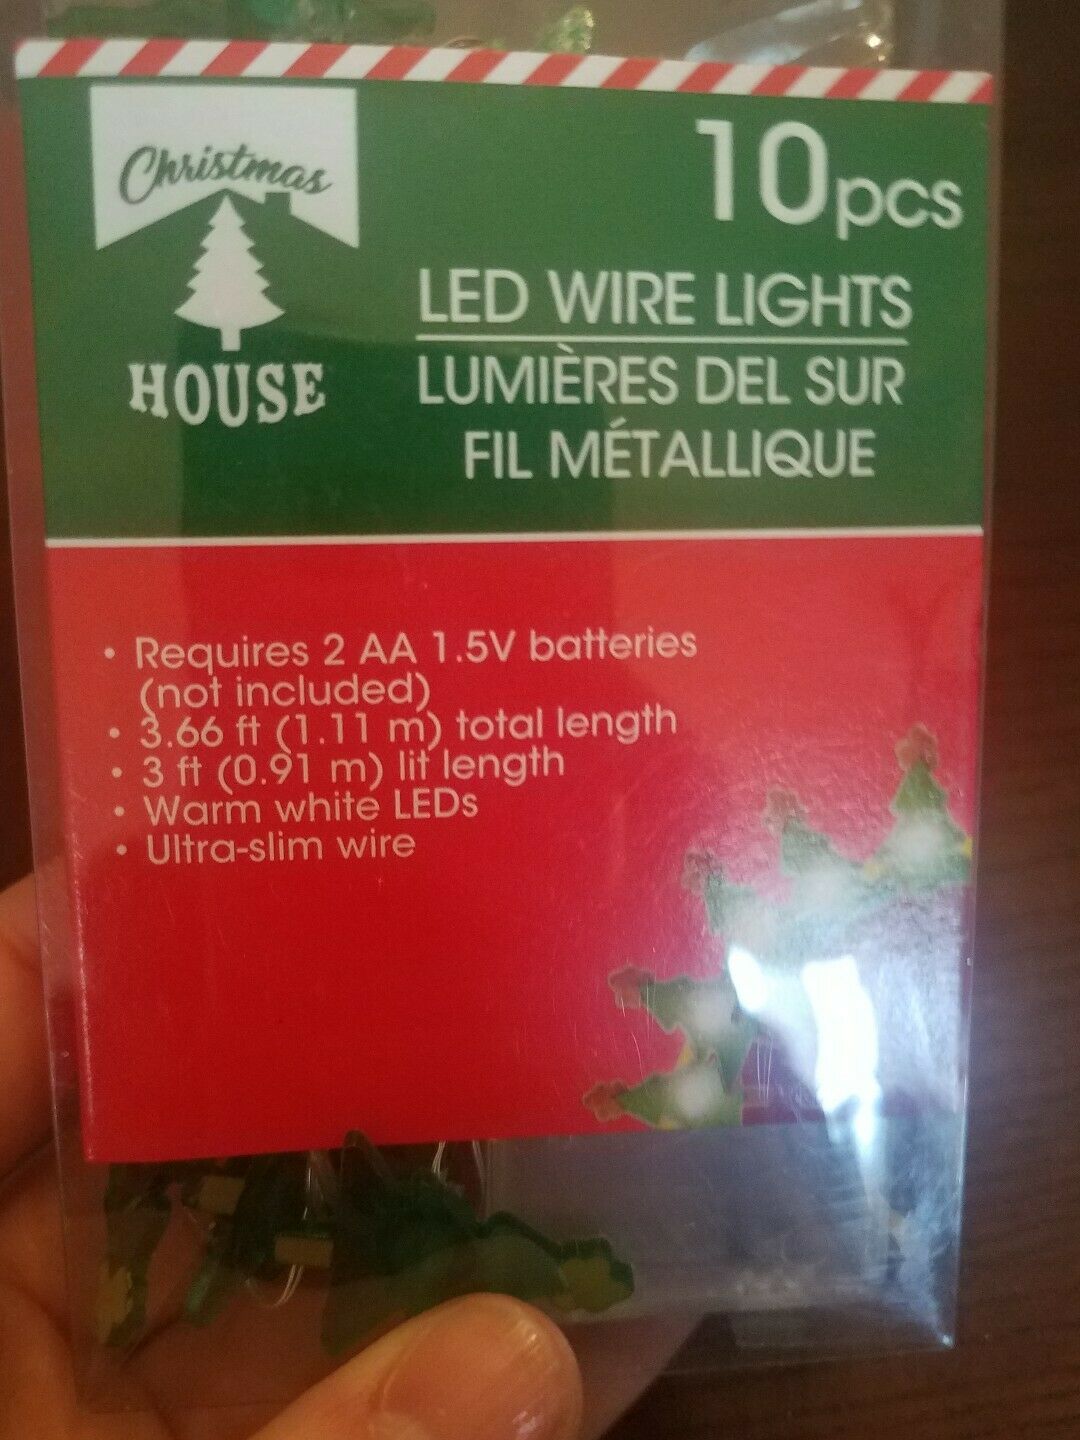 Christmas
HOUSE
10pcs
LED WIRE LIGHTS
LUMIÈRES DEL SUR
FIL MÉTALLIQUE
• Requires 2 AA 1.5V batteries
(not included)
• 3.66 ft (1.11 m) total length
• 3 ft (0.91 m) lit length
• Warm white LEDs
• Ultra-slim wire